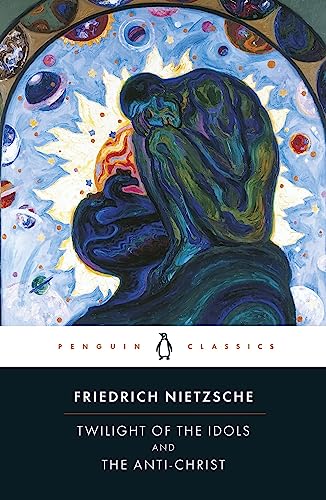 PENGUIN CLASSICS
FRIEDRICH NIETZSCHE
TWILIGHT OF THE IDOLS
AND
THE ANTI-CHRIST